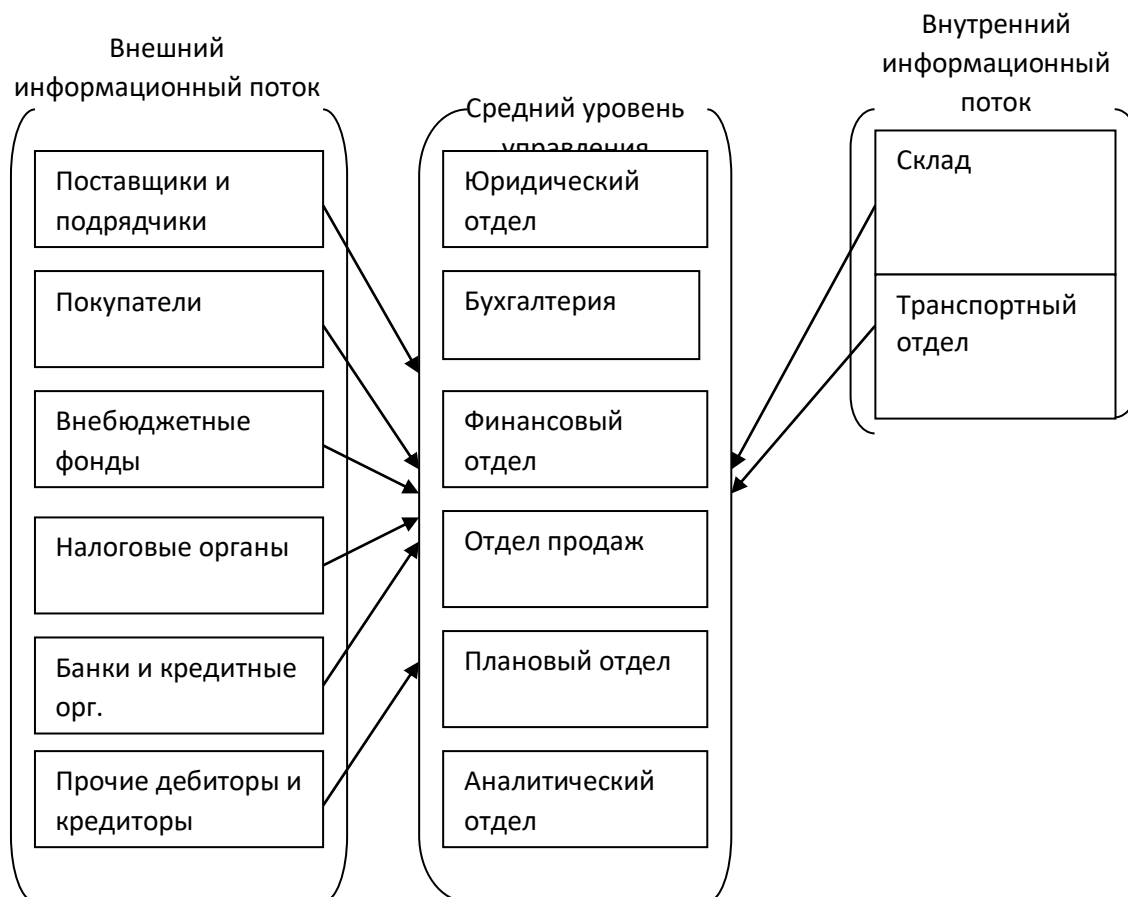 Внешний
информационный поток
Поставщики и
подрядчики
Покупатели
Внебюджетные
фонды
Налоговые органы
Банки и кредитные
орг.
Прочие дебиторы и
кредиторы
Средний уровень
управления
Юридический
отдел
Бухгалтерия
Финансовый
отдел
Отдел продаж
Плановый отдел
Аналитический
отдел
Внутренний
информационный
поток
Склад
Транспортный
отдел